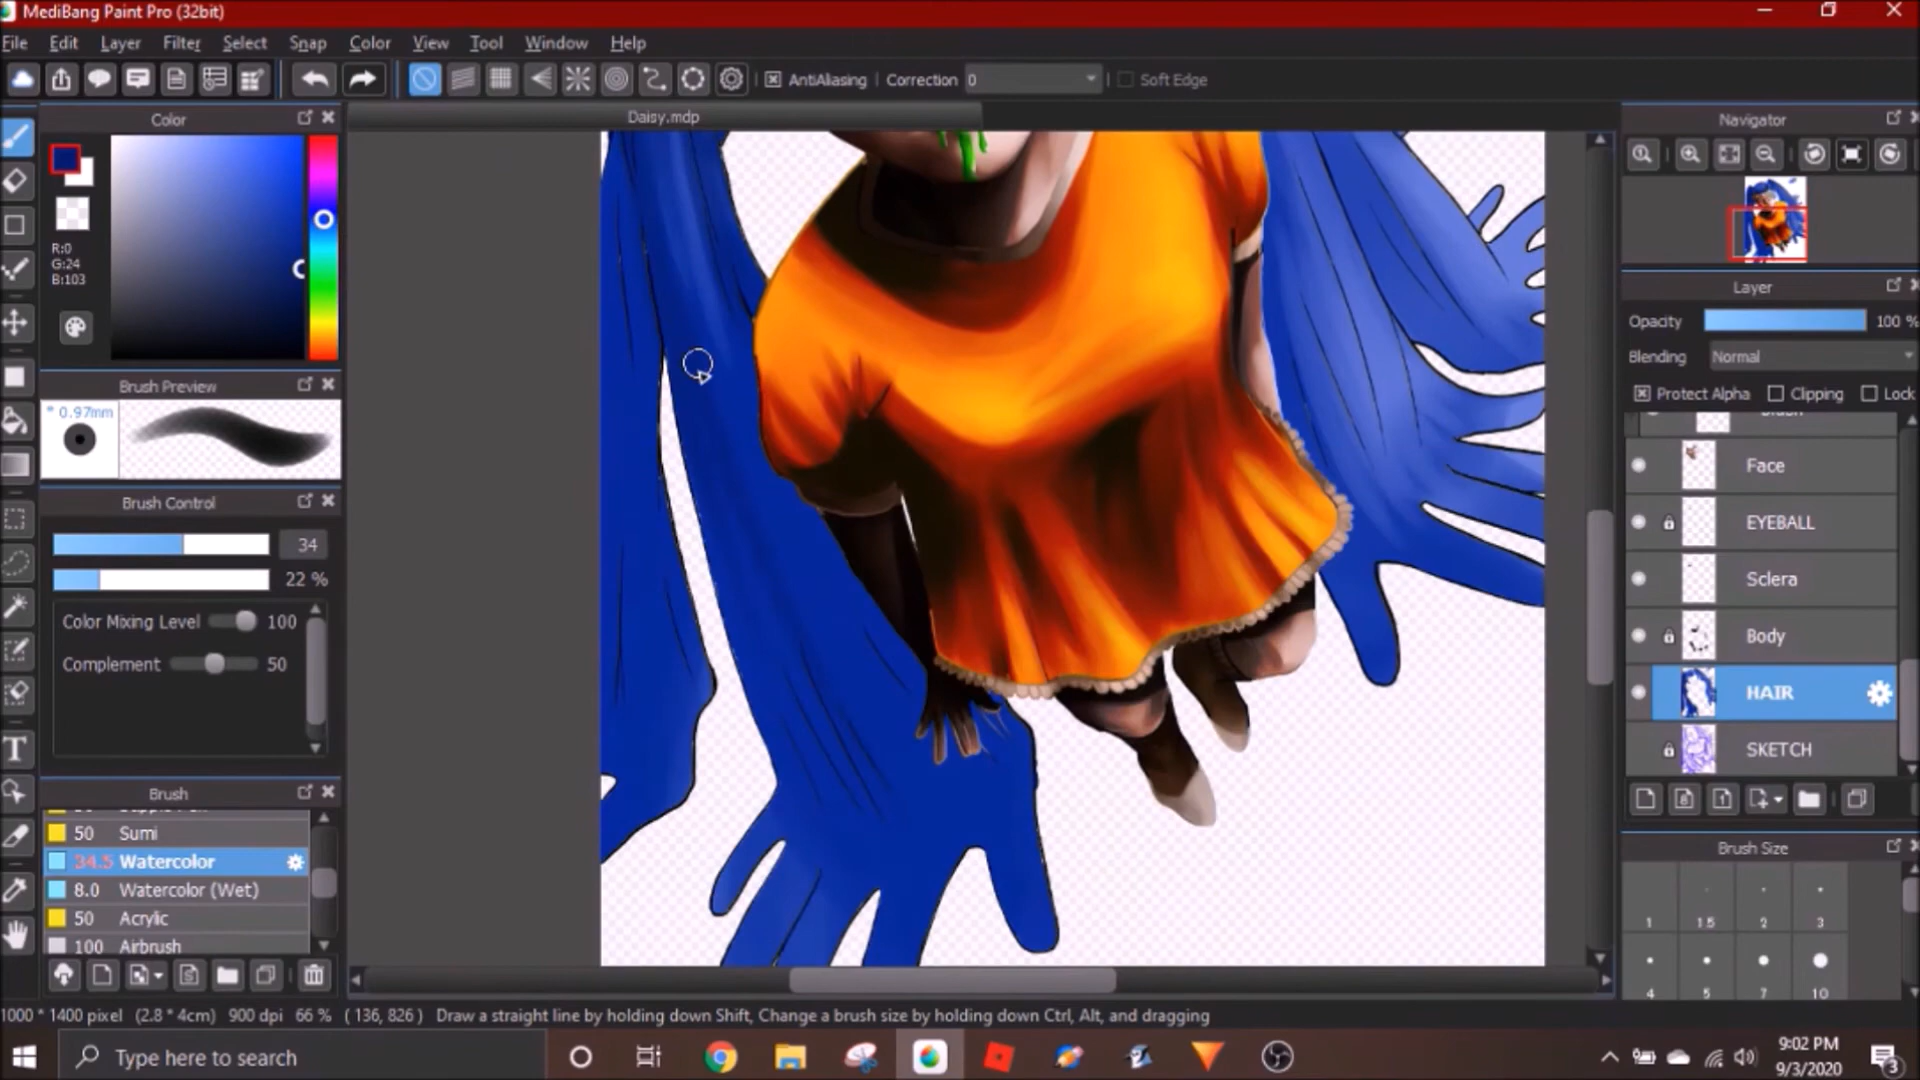 MediBang Paint Pro (32bit)
File Edit Layer Filter Select Snap Color View Tool Window Help
AntiAliasing Correction 0 Soft Edge
Color
Daisy.mdp
Navigator
R:0
G:24
B:103
Layer
Opacity 100 %
Blending Normal
Protect Alpha Clipping Lock
Brush Preview
* 0.97mm
Face
Brush Control
EYEBALL
34
22 %
Sclera
Color Mixing Level 100
Body
Complement 50
HAIR
SKETCH
Brush
50 Sumi
34.5 Watercolor
Brush Size
8.0 Watercolor (Wet)
50 Acrylic
1 1.5 2 3
100 Airbrush
4 5 7 10
1000 * 1400 pixel (2.8 * 4cm) 900 dpi 66 % ( 136, 826 ) Draw a straight line by holding down Shift, Change a brush size by holding down Ctrl, Alt, and dragging
Type here to search
9:02 PM
9/3/2020
3